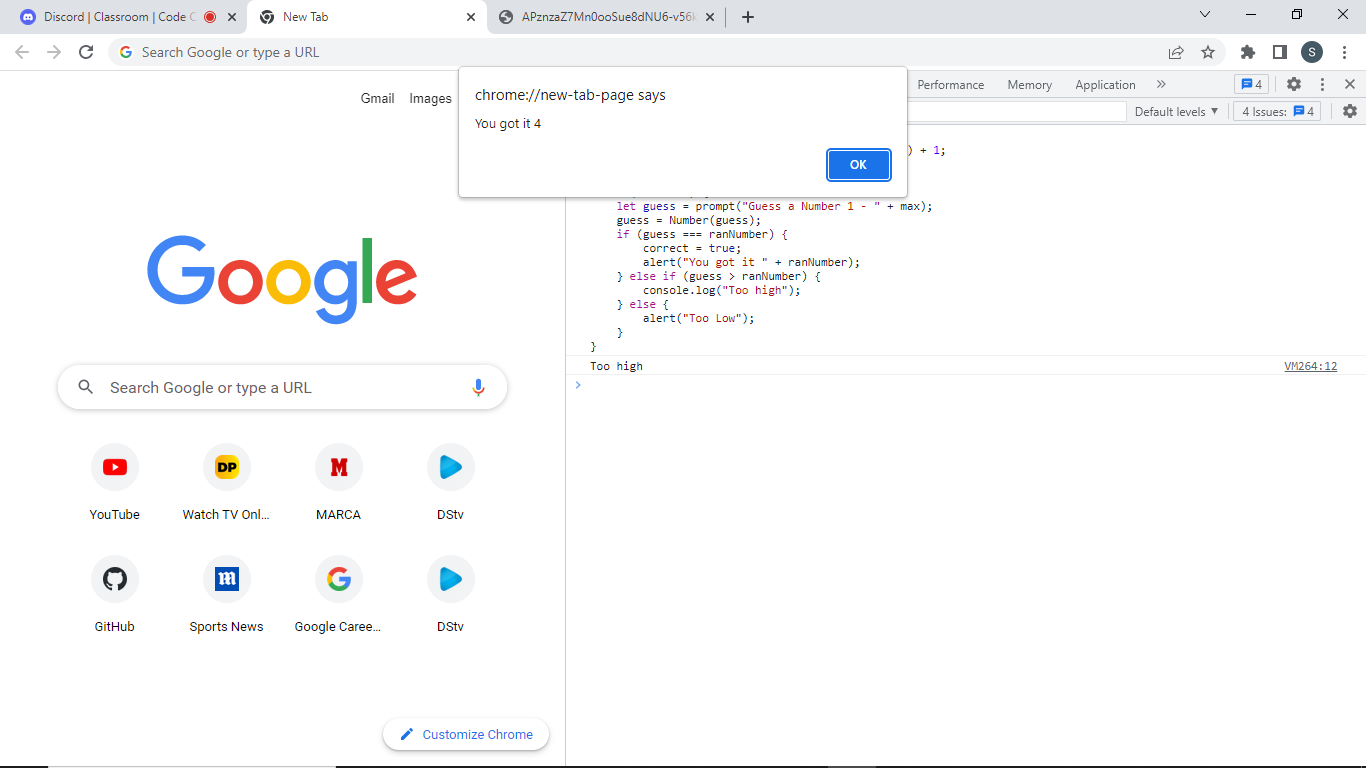 Discord | Classroom | Code C
New Tab
APznzaZ7Mn0ooSue8dNU6-v56k
Search Google or type a URL
S
Gmail Images
chrome://new-tab-page says
You got it 4
OK
Performance Memory Application » 4
Default levels ▼ 4 Issues: 4
) + 1;
let guess = prompt("Guess a Number 1 - " + max);
guess = Number(guess);
if (guess === ranNumber) {
correct = true;
alert("You got it " + ranNumber);
} else if (guess > ranNumber) {
console.log("Too high");
} else {
alert("Too Low");
}
}
Too high VM264:12
>
Google
Search Google or type a URL
DP M
YouTube Watch TV Onl... MARCA DStv
m G
GitHub Sports News Google Caree... DStv
Customize Chrome